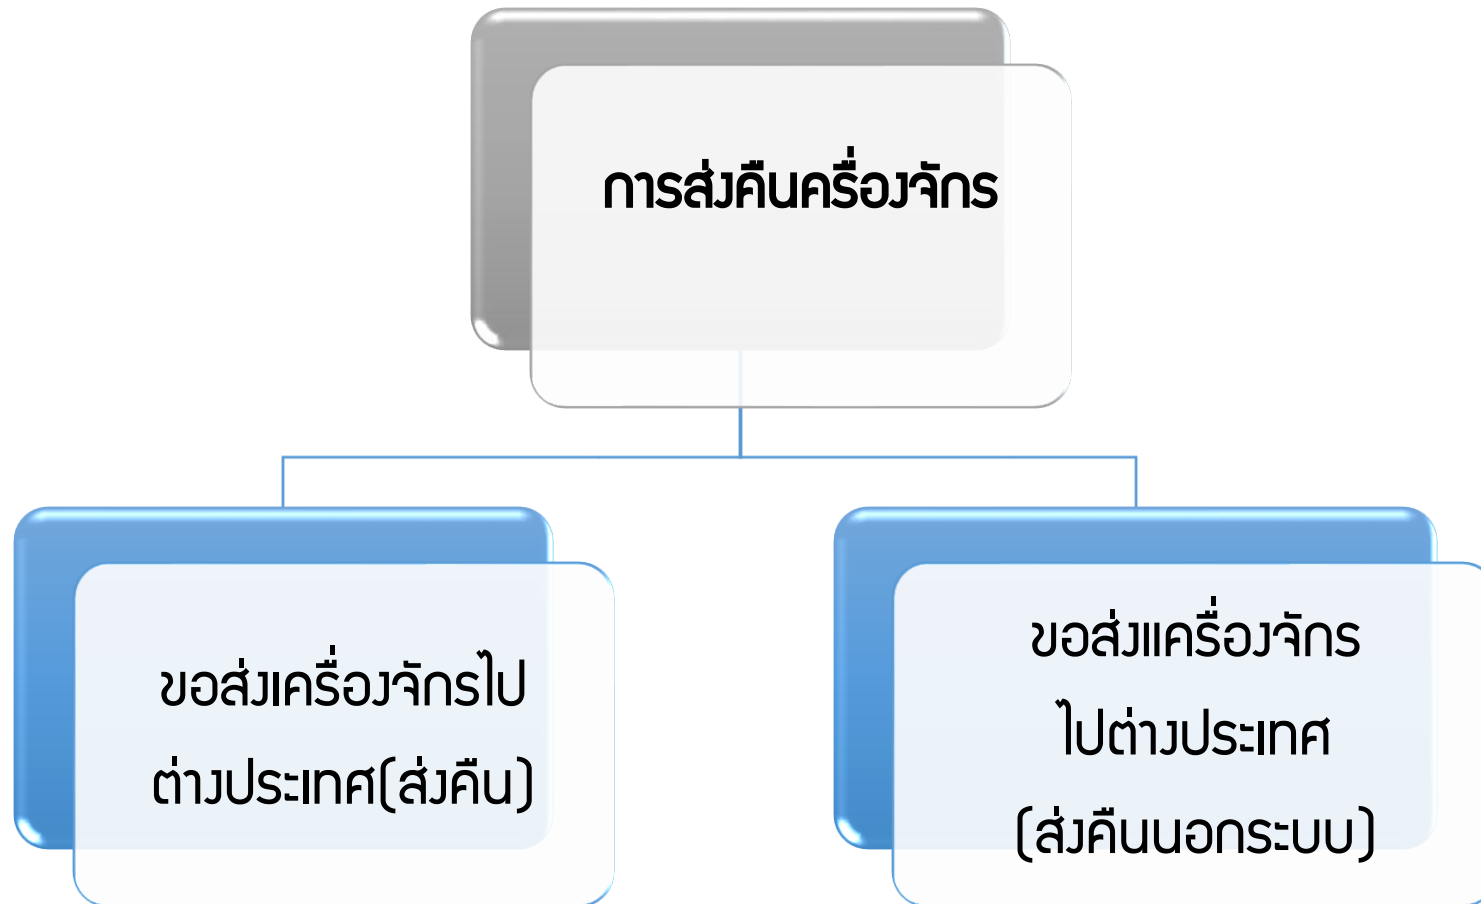 การส่งคืนครื่องจักร
ขอส่งเครื่องจักรไป
ต่างประเทศ(ส่งคืน)
ขอส่งแครื่องจักร
ไปต่างประเทศ
(ส่งคืนนอกระบบ)